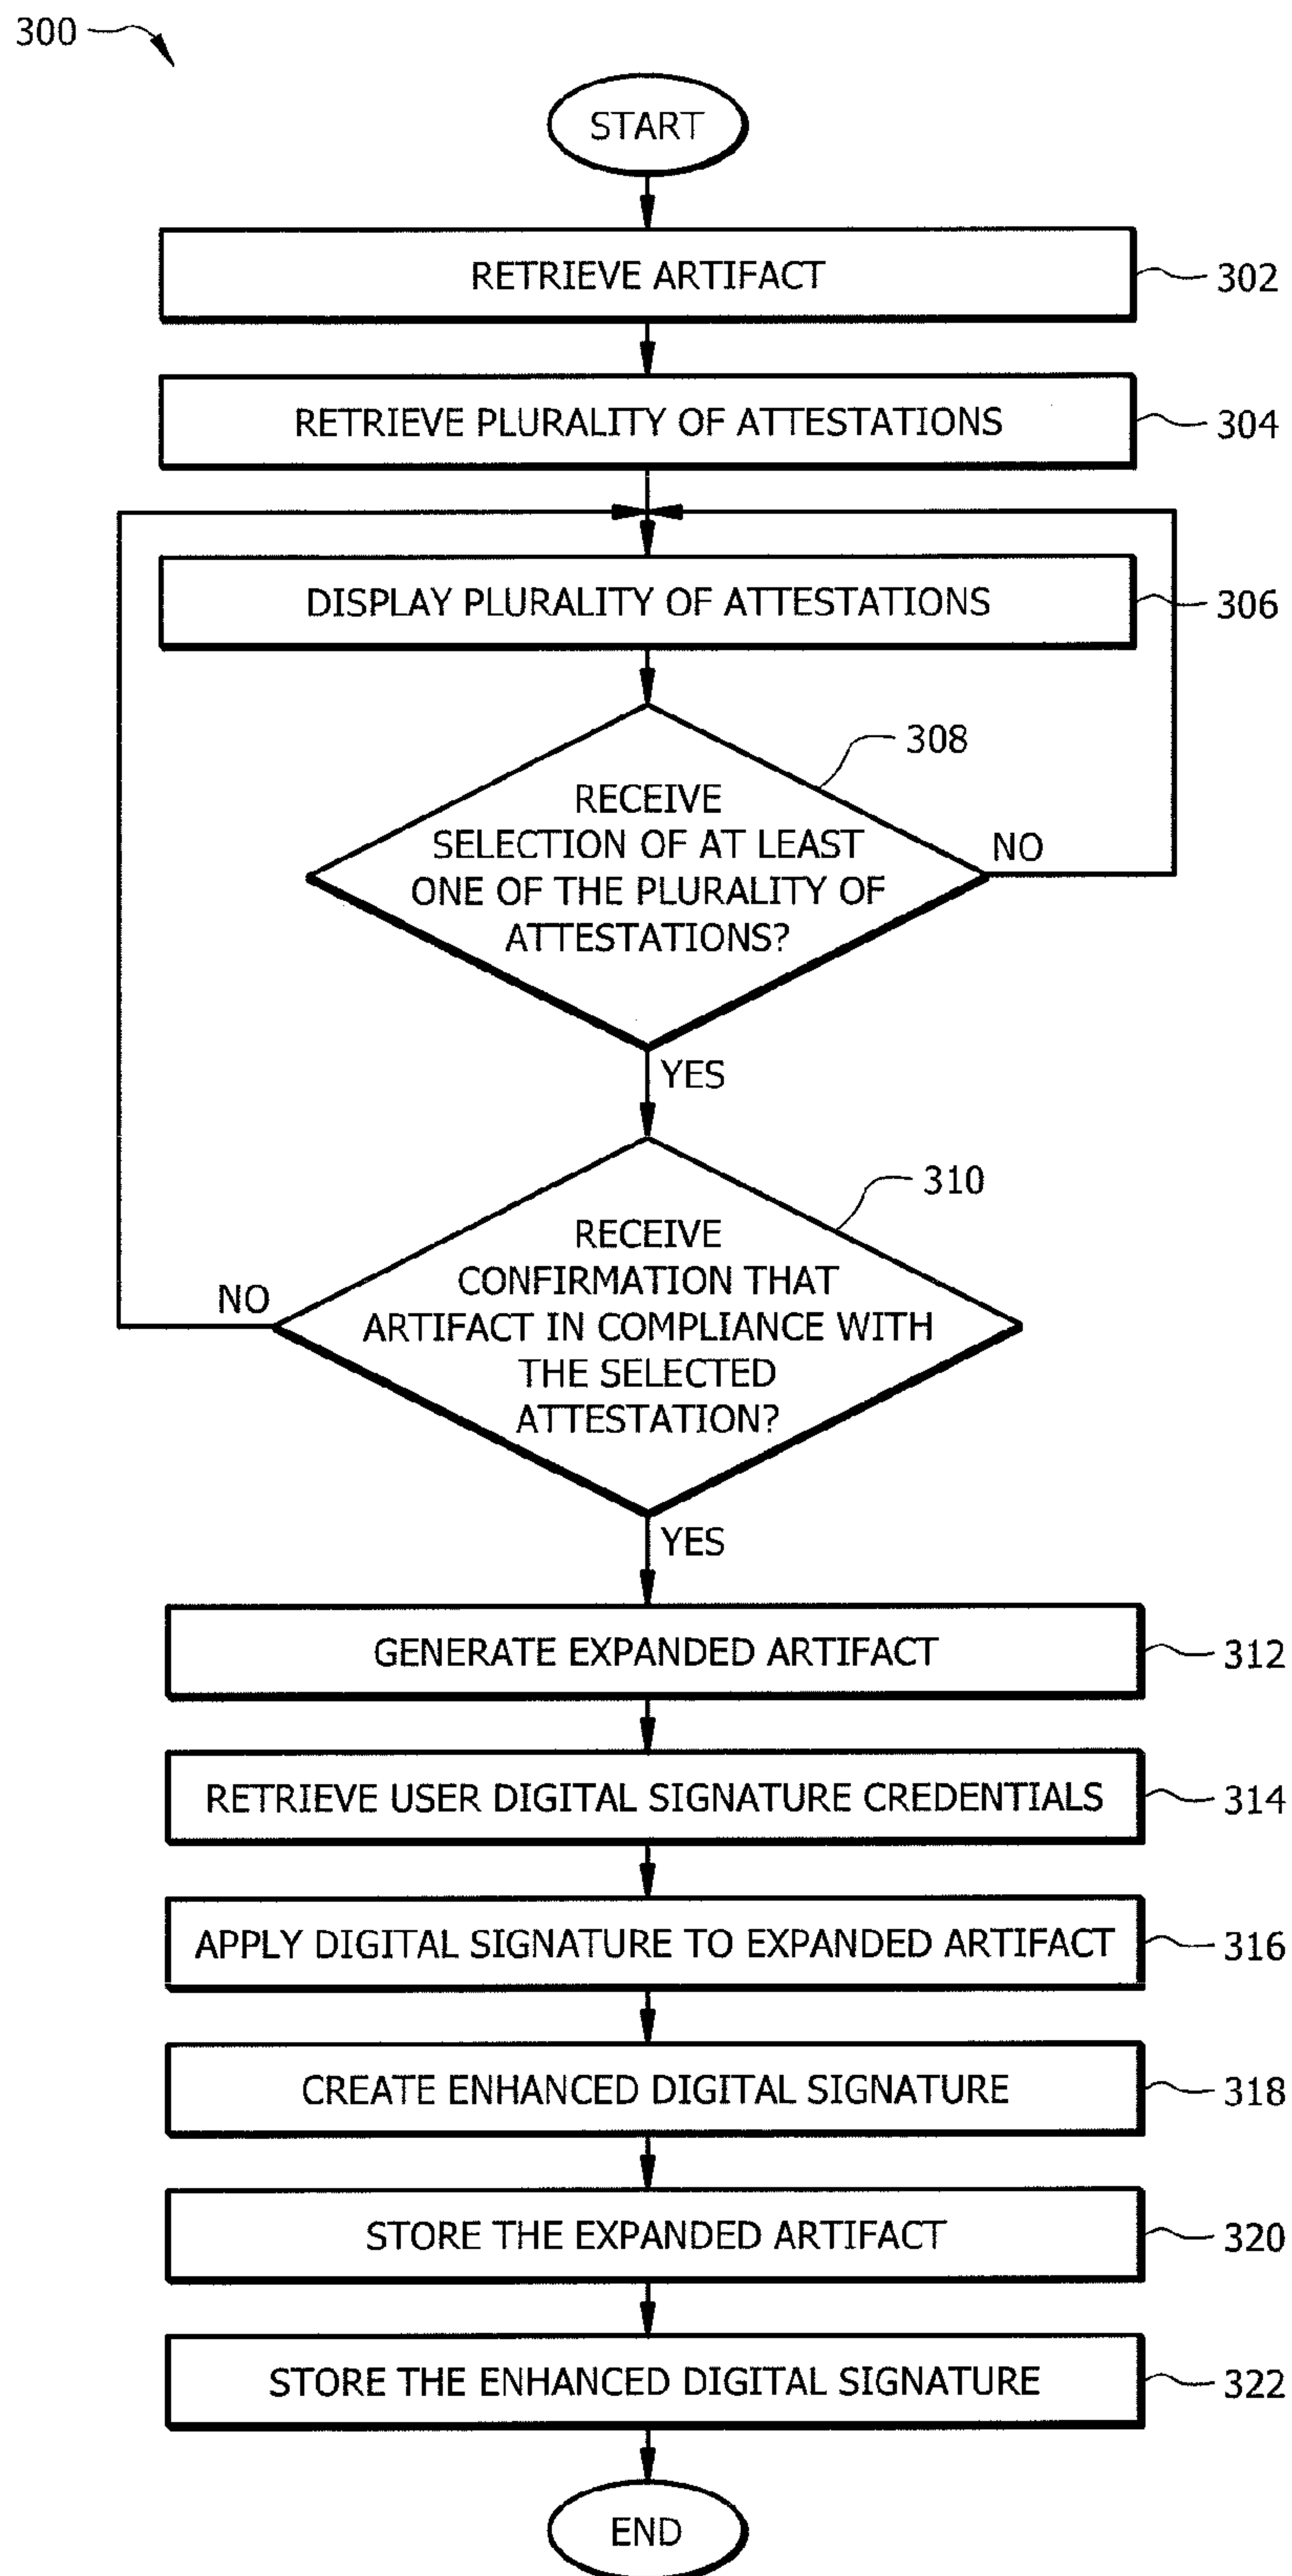 300
START
RETRIEVE ARTIFACT
302
RETRIEVE PLURALITY OF ATTESTATIONS
304
DISPLAY PLURALITY OF ATTESTATIONS
306
308
RECEIVE
SELECTION OF AT LEAST
ONE OF THE PLURALITY OF
ATTESTATIONS?
NO
YES
310
RECEIVE
CONFIRMATION THAT
ARTIFACT IN COMPLIANCE WITH
THE SELECTED
ATTESTATION?
NO
YES
GENERATE EXPANDED ARTIFACT
312
RETRIEVE USER DIGITAL SIGNATURE CREDENTIALS
314
APPLY DIGITAL SIGNATURE TO EXPANDED ARTIFACT
316
CREATE ENHANCED DIGITAL SIGNATURE
318
STORE THE EXPANDED ARTIFACT
320
STORE THE ENHANCED DIGITAL SIGNATURE
322
END